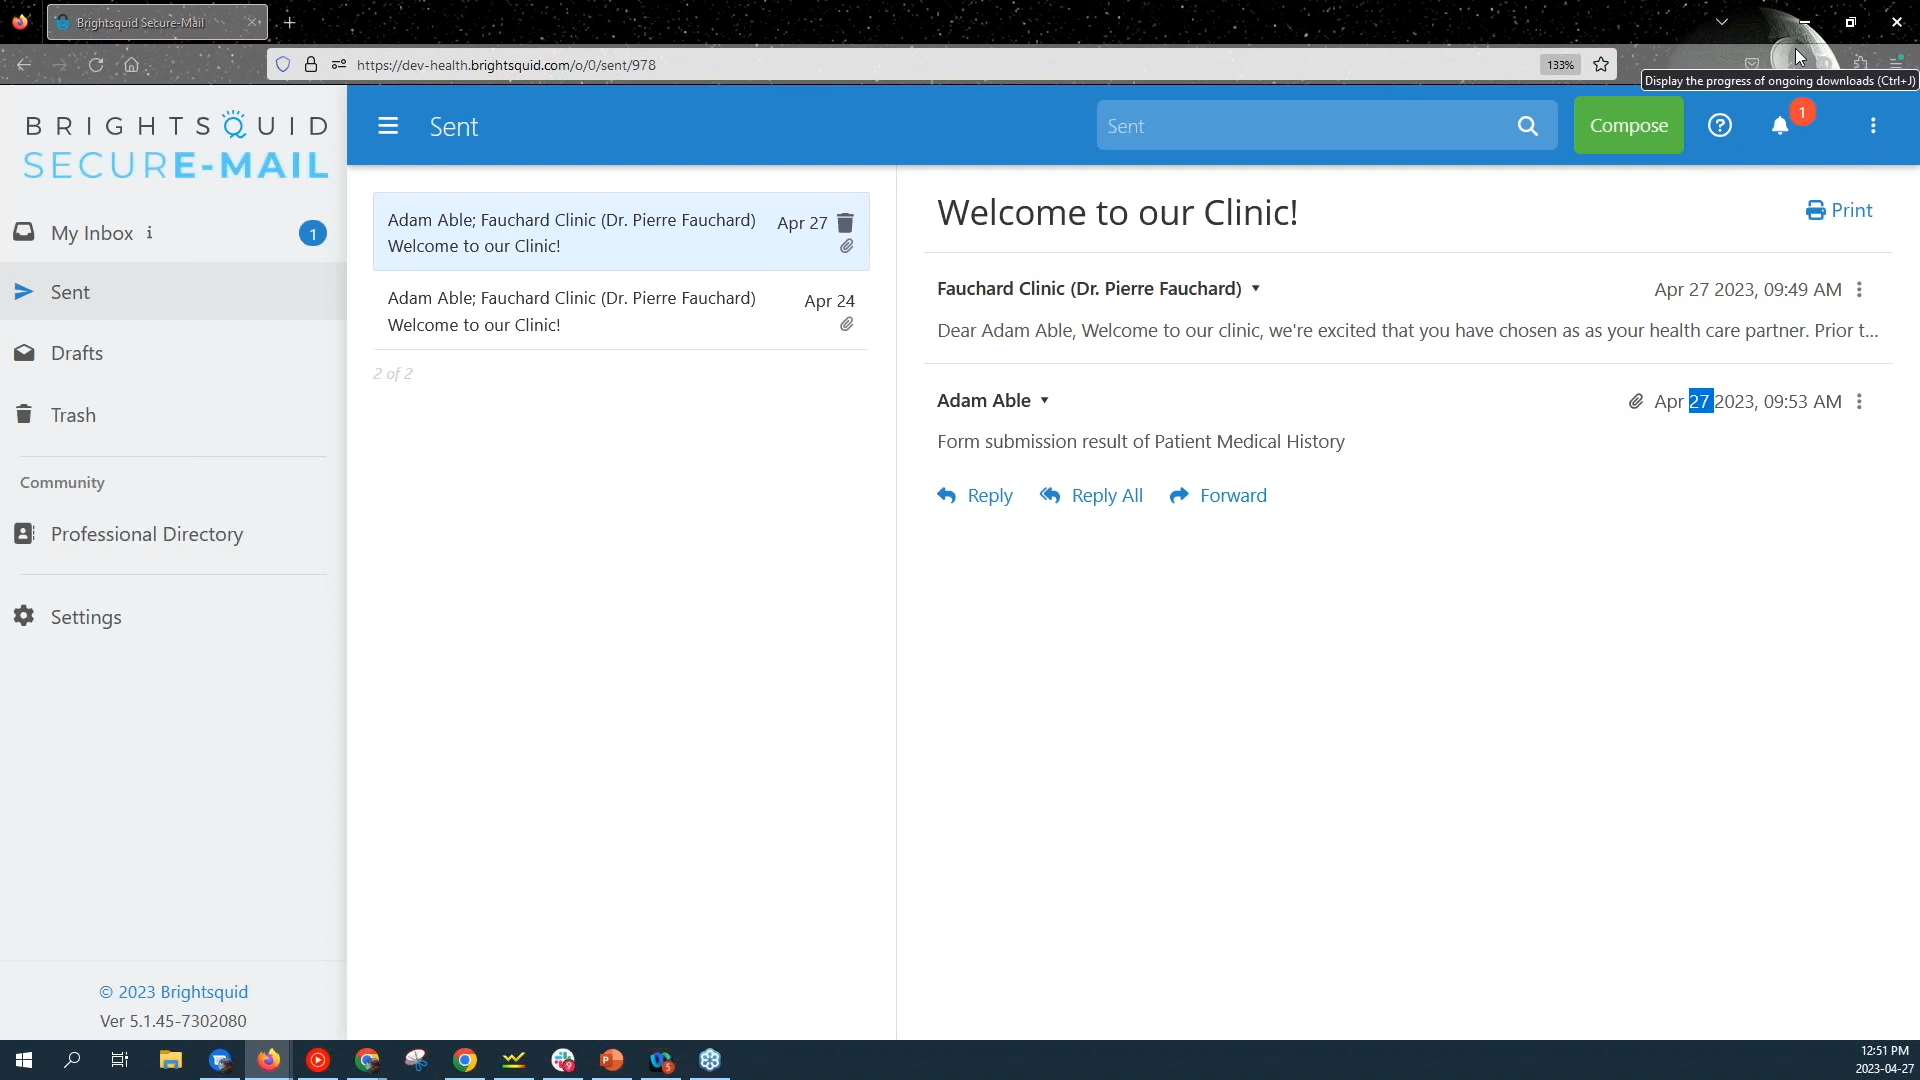 Brightsquid Secure-Mail
https://dev-health.brightsquid.com/o/0/sent/978
133%
Display the progress of ongoing downloads (Ctrl+J)
BRIGHTSQUID
SECURE-MAIL
Sent
Sent
Compose
1
My Inbox
1
Sent
Drafts
Trash
Community
Professional Directory
Settings
© 2023 Brightsquid
Ver 5.1.45-7302080
Adam Able; Fauchard Clinic (Dr. Pierre Fauchard) Apr 27
Welcome to our Clinic!
Adam Able; Fauchard Clinic (Dr. Pierre Fauchard) Apr 24
Welcome to our Clinic!
2 of 2
Welcome to our Clinic!
Print
Fauchard Clinic (Dr. Pierre Fauchard) Apr 27 2023, 09:49 AM
Dear Adam Able, Welcome to our clinic, we're excited that you have chosen as as your health care partner. Prior t...
Adam Able Apr 27 2023, 09:53 AM
Form submission result of Patient Medical History
Reply Reply All Forward
12:51 PM
2023-04-27